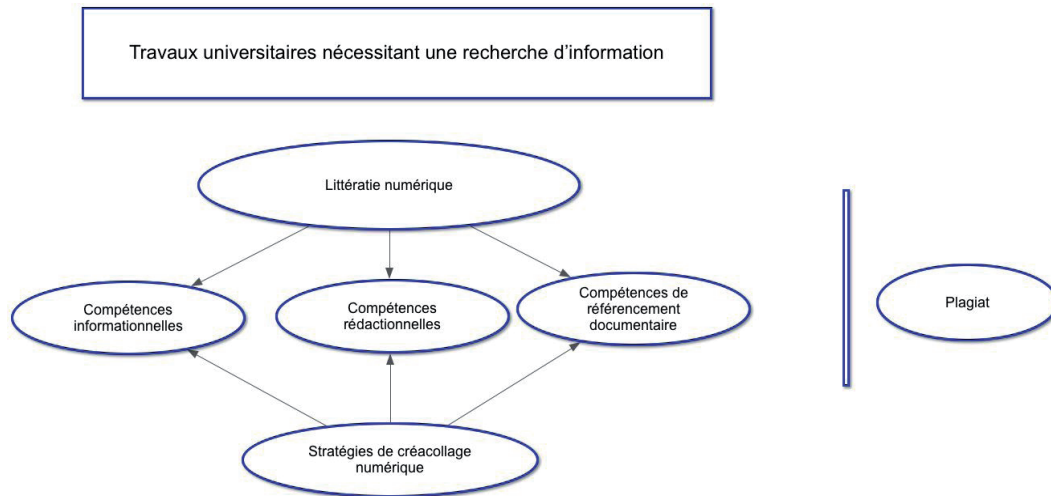 Travaux universitaires nécessitant une recherche d'information
Littératie numérique
Compétences
informationnelles
Compétences
rédactionnelles
Compétences de
référencement
documentaire
Plagiat
Stratégies de créacollage
numérique